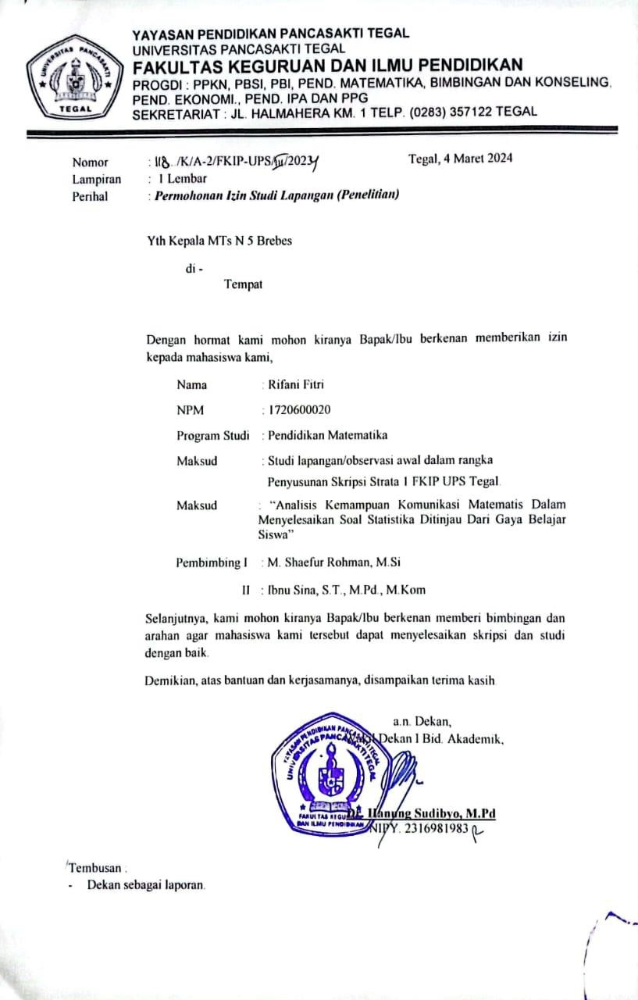 YAYASAN PENDIDIKAN PANCASAKTI TEGAL
UNIVERSITAS PANCASAKTI TEGAL
FAKULTAS KEGURUAN DAN ILMU PENDIDIKAN
PROGDI : PPKN, PBSI, PBI, PEND. MATEMATIKA, BIMBINGAN DAN KONSELING,
PEND. EKONOMI., PEND. IPA DAN PPG
SEKRETARIAT : JL. HALMAHERA KM. 1 TELP. (0283) 357122 TEGAL
UNIVERSITAS PANCASAKTI
TEGAL
Nomor : 118../K/A-2/FKIP-UPS/III/2024
Tegal, 4 Maret 2024
Lampiran : 1 Lembar
Perihal : Permohonan Izin Studi Lapangan (Penelitian)
Yth Kepala MTs N 5 Brebes
di -
Tempat
Dengan hormat kami mohon kiranya Bapak/Ibu berkenan memberikan izin
kepada mahasiswa kami,
Nama : Rifani Fitri
NPM : 1720600020
Program Studi : Pendidikan Matematika
Maksud : Studi lapangan/observasi awal dalam rangka
Penyusunan Skripsi Strata 1 FKIP UPS Tegal.
Maksud : “Analisis Kemampuan Komunikasi Matematis Dalam
Menyelesaikan Soal Statistika Ditinjau Dari Gaya Belajar
Siswa”
Pembimbing I : M. Shaefur Rohman, M.Si
II : Ibnu Sina, S.T., M.Pd., M.Kom
Selanjutnya, kami mohon kiranya Bapak/Ibu berkenan memberi bimbingan dan
arahan agar mahasiswa kami tersebut dapat menyelesaikan skripsi dan studi
dengan baik.
Demikian, atas bantuan dan kerjasamanya, disampaikan terima kasih
a.n. Dekan,
Wakil Dekan I Bid. Akademik,
YAYASAN PENDIDIKAN PANCASAKTI TEGAL
UNIVERSITAS PANCASAKTI TEGAL
FAKULTAS KEGURUAN
DAN ILMU PENDIDIKAN
Dr. Hanung Sudibyo, M.Pd
NIPY. 2316981983
Tembusan :
- Dekan sebagai laporan.